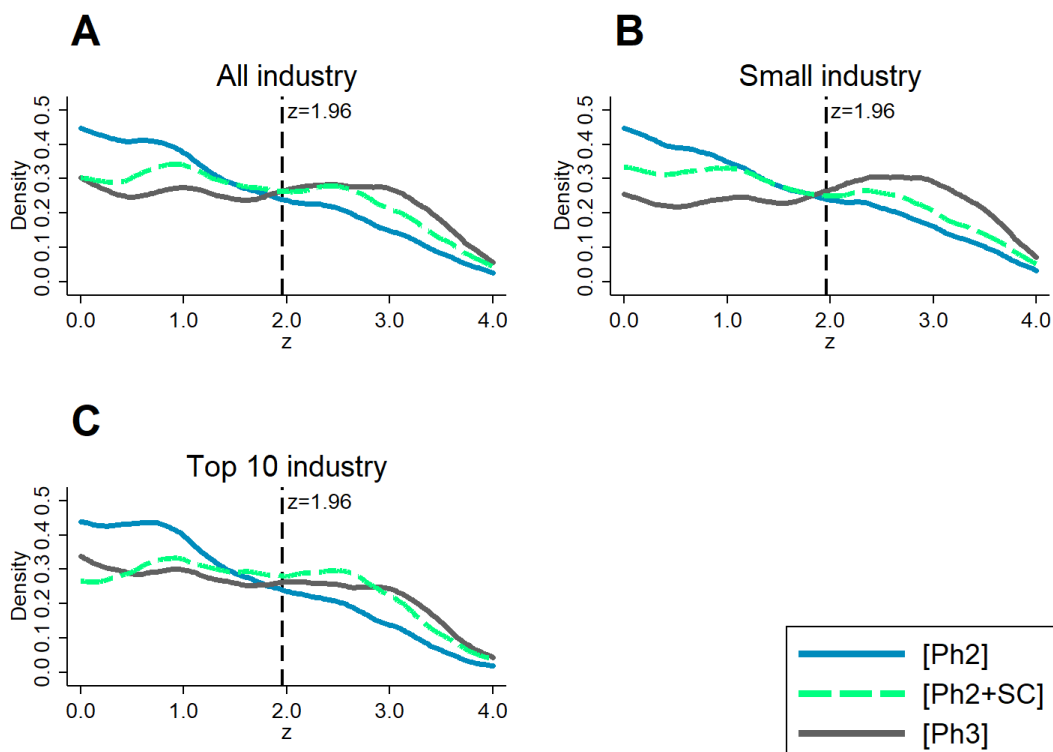 A
All industry
z=1.96
Density
0.0 0.1 0.2 0.3 0.4 0.5
0.0 1.0 2.0 3.0 4.0
z
B
Small industry
z=1.96
Density
0.0 0.1 0.2 0.3 0.4 0.5
0.0 1.0 2.0 3.0 4.0
z
C
Top 10 industry
z=1.96
Density
0.0 0.1 0.2 0.3 0.4 0.5
0.0 1.0 2.0 3.0 4.0
z
[Ph2]
[Ph2+SC]
[Ph3]